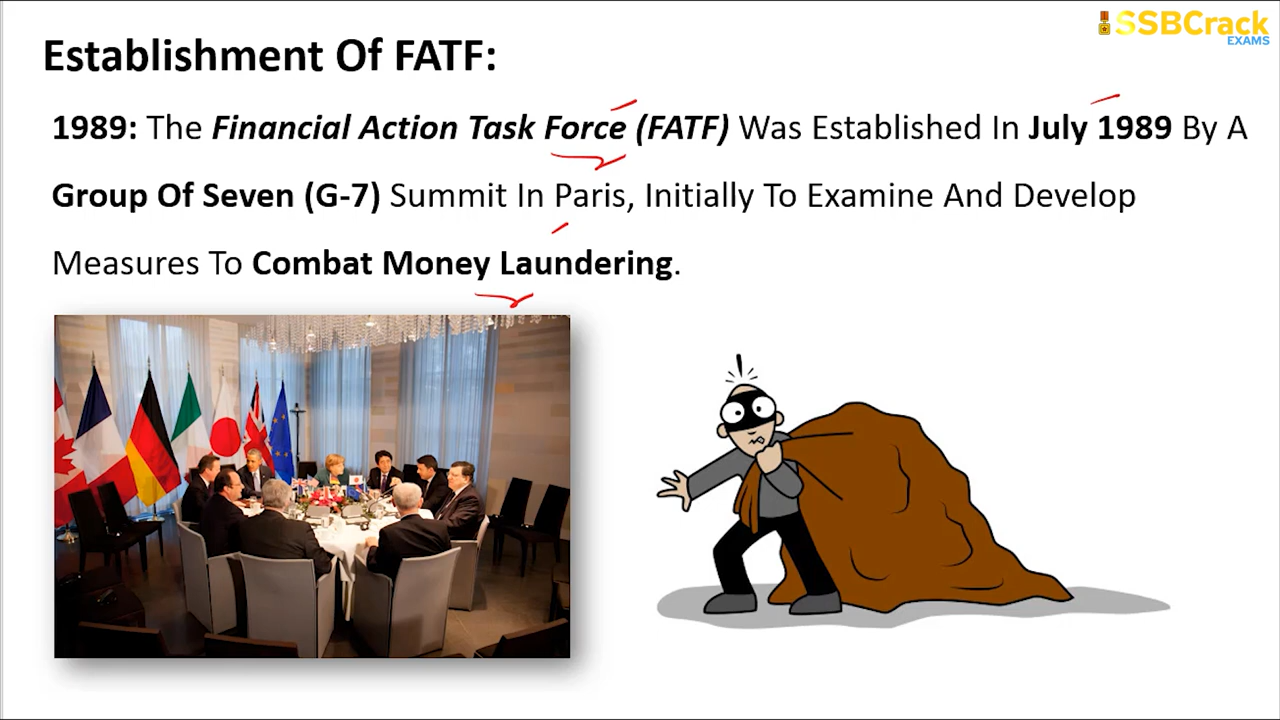 SSBCrack
EXAMS
Establishment Of FATF:
1989: The Financial Action Task Force (FATF) Was Established In July 1989 By A
Group Of Seven (G-7) Summit In Paris, Initially To Examine And Develop
Measures To Combat Money Laundering.